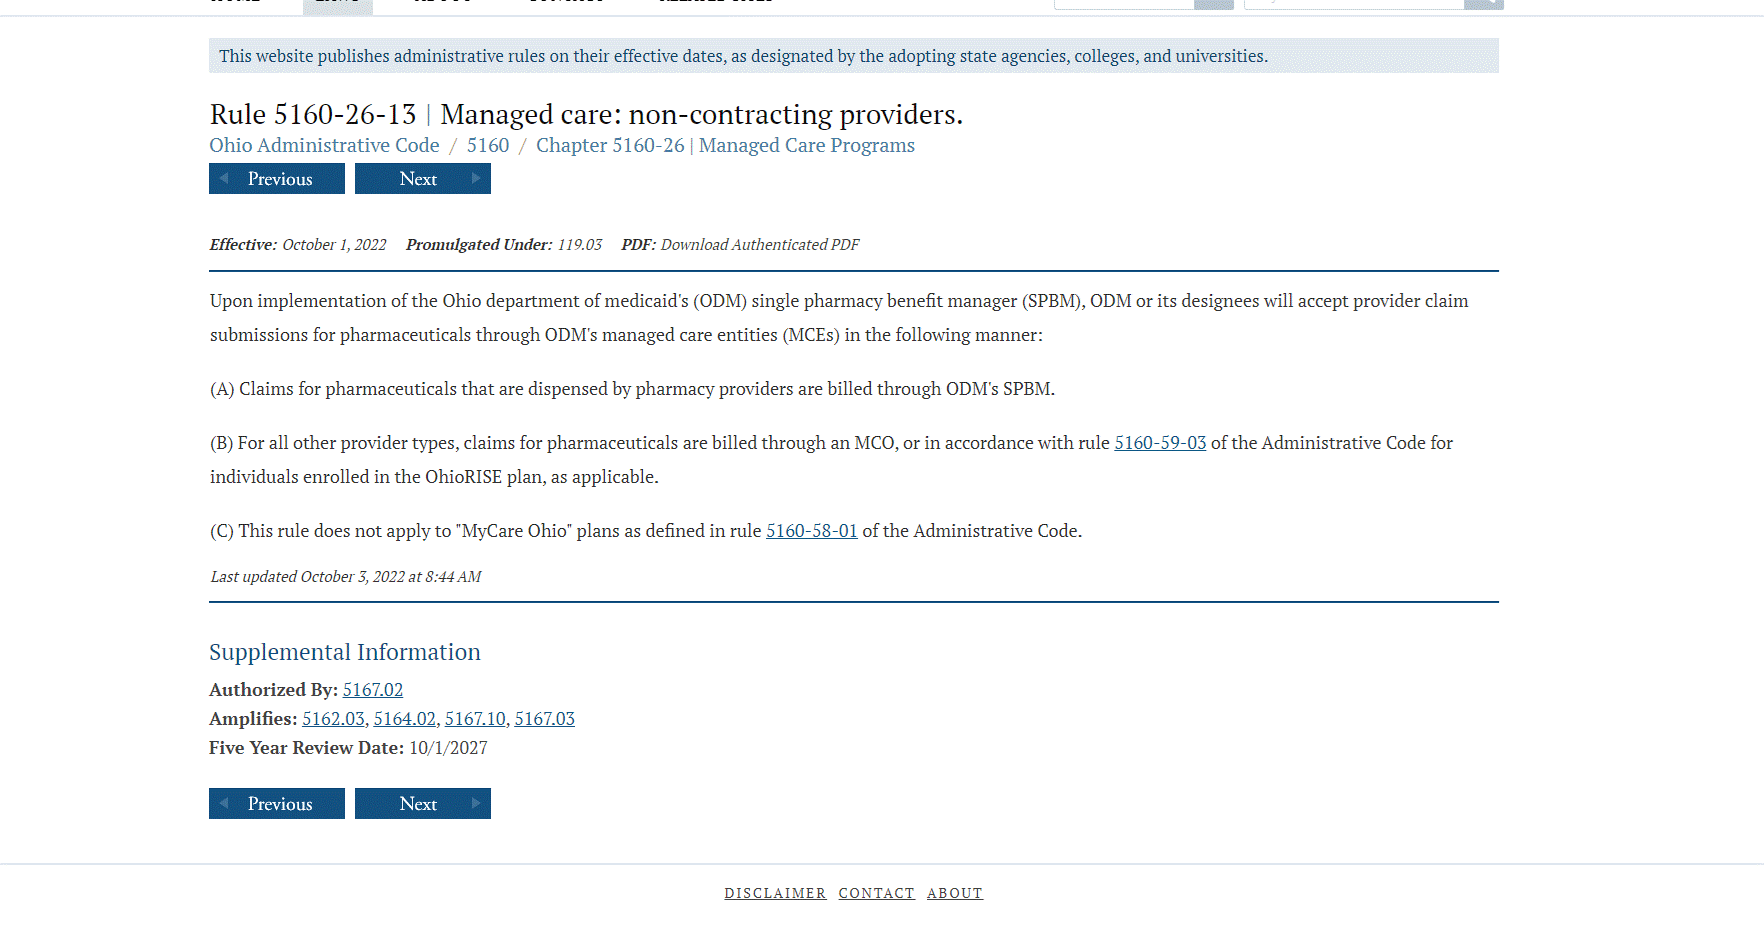 This website publishes administrative rules on their effective dates, as designated by the adopting state agencies, colleges, and universities.
Rule 5160-26-13 | Managed care: non-contracting providers.
Ohio Administrative Code / 5160 / Chapter 5160-26 | Managed Care Programs
Previous Next
Effective: October 1, 2022 Promulgated Under: 119.03 PDF: Download Authenticated PDF
Upon implementation of the Ohio department of medicaid's (ODM) single pharmacy benefit manager (SPBM), ODM or its designees will accept provider claim
submissions for pharmaceuticals through ODM's managed care entities (MCEs) in the following manner:
(A) Claims for pharmaceuticals that are dispensed by pharmacy providers are billed through ODM's SPBM.
(B) For all other provider types, claims for pharmaceuticals are billed through an MCO, or in accordance with rule 5160-59-03 of the Administrative Code for
individuals enrolled in the OhioRISE plan, as applicable.
(C) This rule does not apply to "MyCare Ohio" plans as defined in rule 5160-58-01 of the Administrative Code.
Last updated October 3, 2022 at 8:44 AM
Supplemental Information
Authorized By: 5167.02
Amplifies: 5162.03, 5164.02, 5167.10, 5167.03
Five Year Review Date: 10/1/2027
Previous Next
DISCLAIMER CONTACT ABOUT